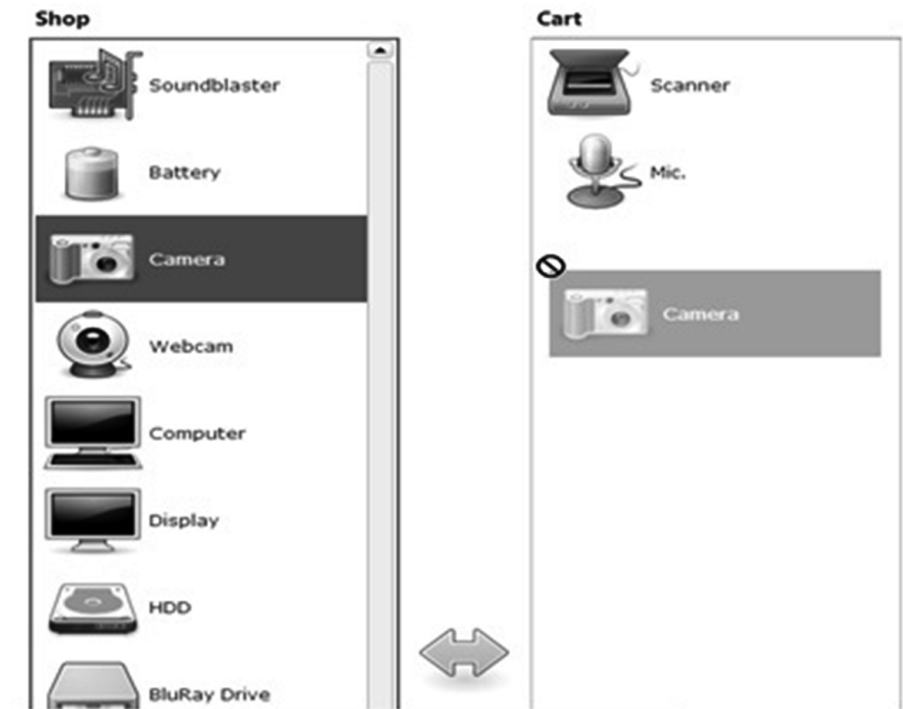 Shop
Soundblaster
Battery
Camera
Webcam
Computer
Display
HDD
BluRay Drive
Cart
Scanner
Mic.
Camera